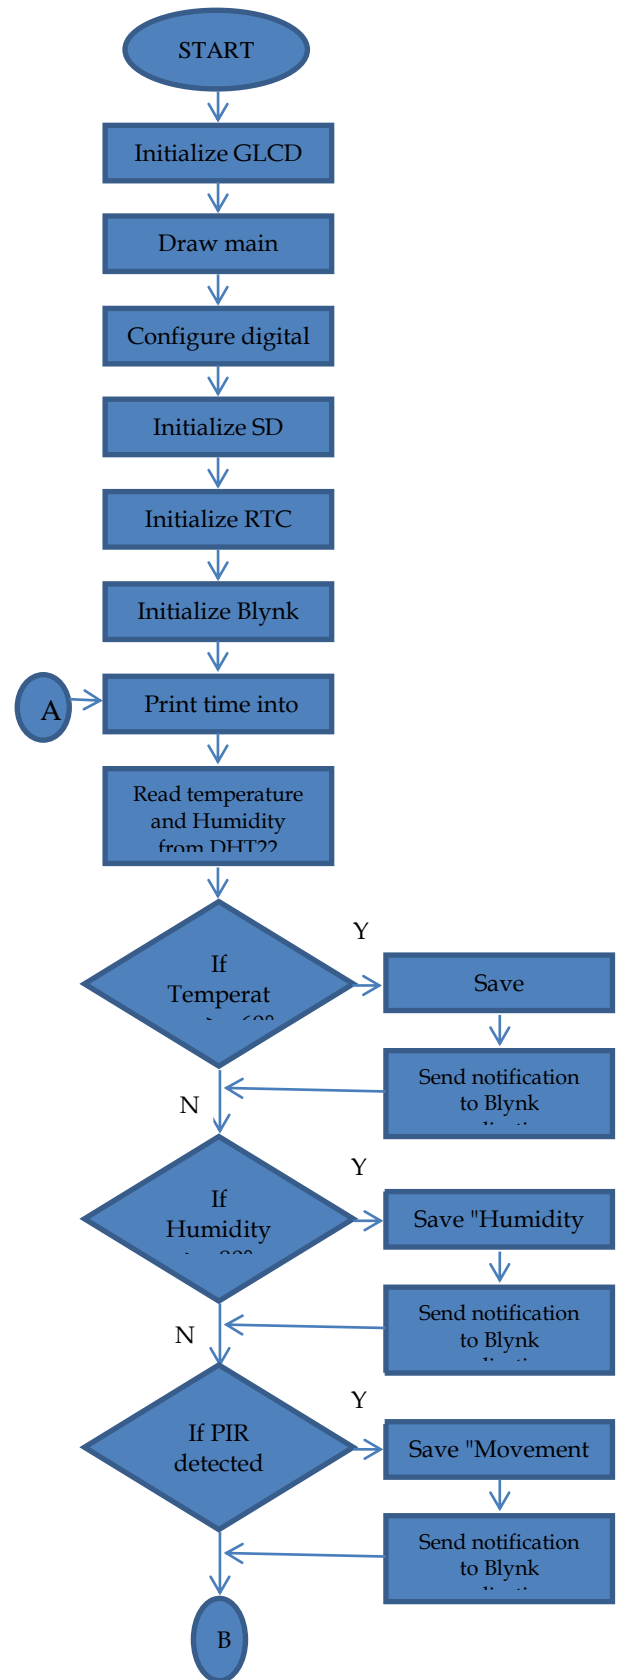 START
Initialize GLCD
Draw main
Configure digital
Initialize SD
Initialize RTC
Initialize Blynk
A
Print time into
Read temperature
and Humidity
from DHT22
Y
If
Temperat
Save
Send notification
to Blynk
N
Y
If
Humidity
Save "Humidity
Send notification
to Blynk
N
Y
If PIR
detected
Save "Movement
Send notification
to Blynk
B